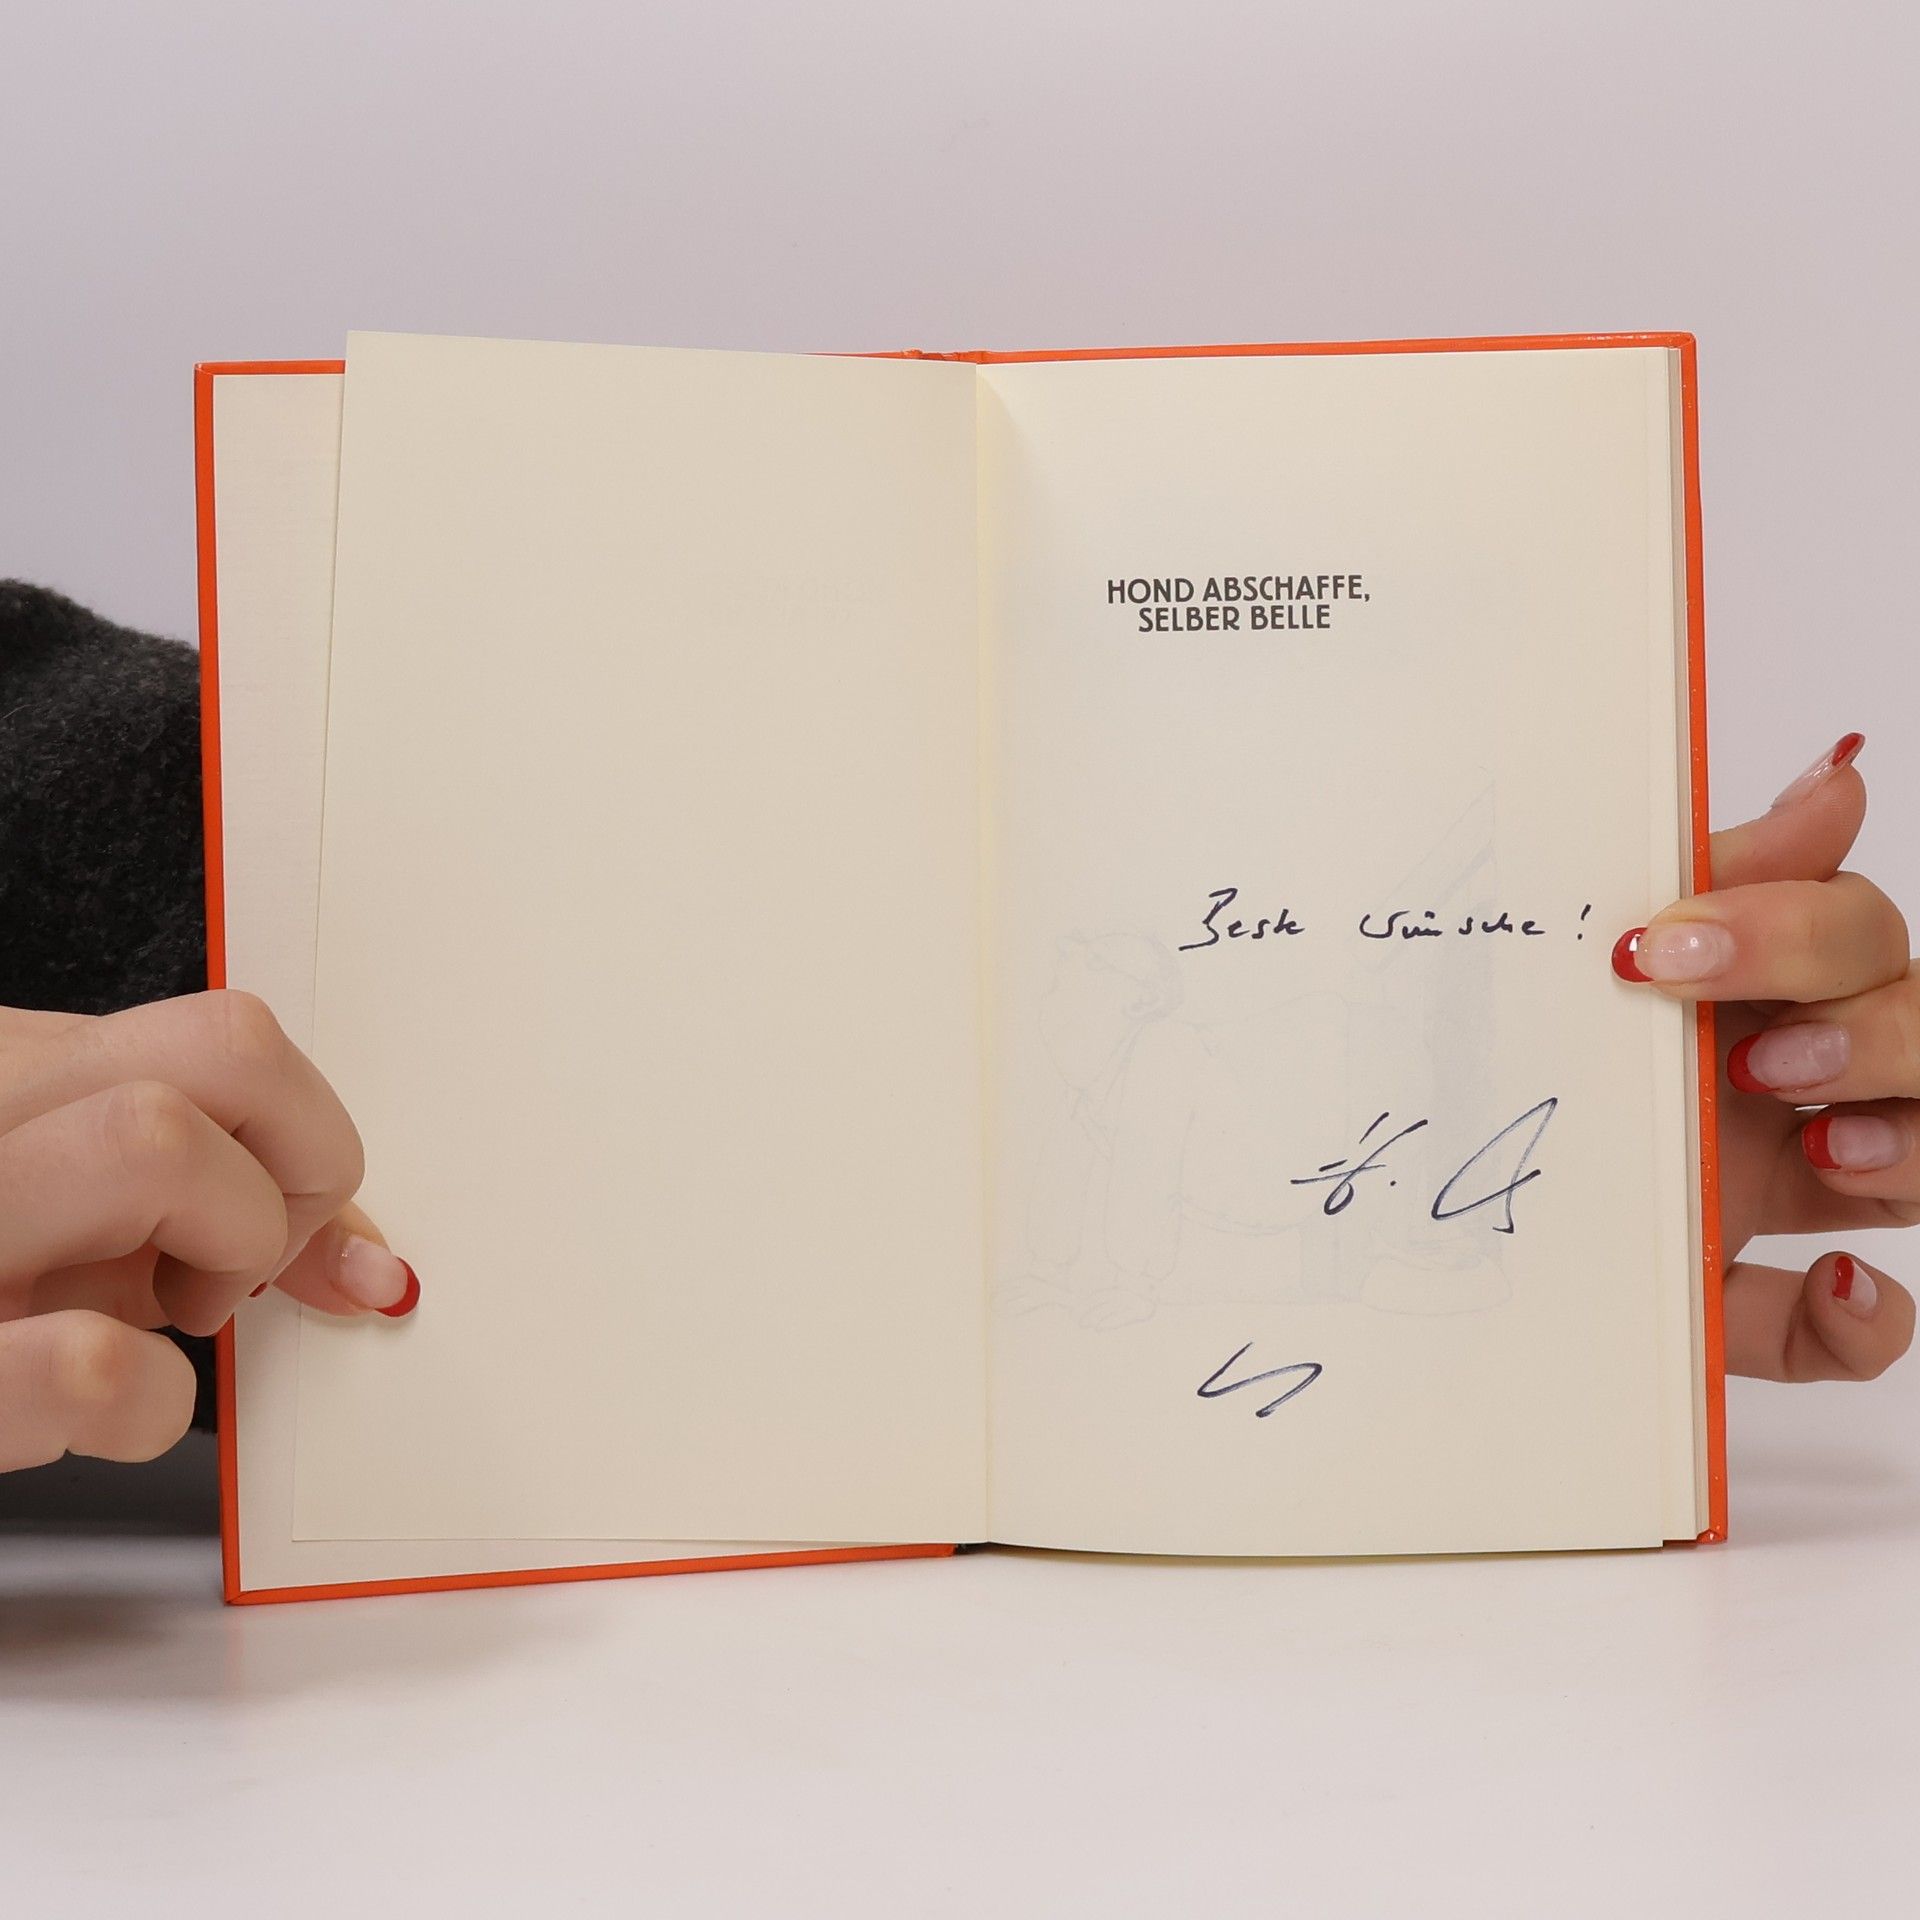 HOND ABSCHAFFE,
SELBER BELLE
Beste Wünsche!